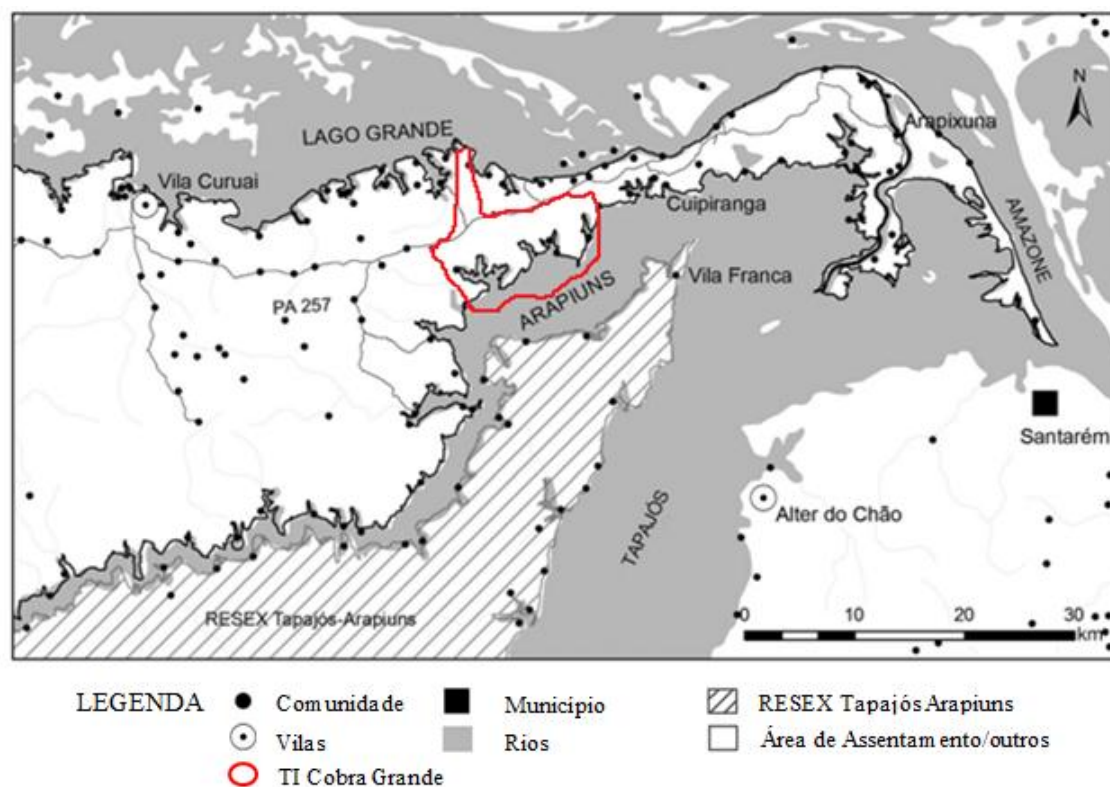 N
LAGO GRANDE
Arapixuna
Vila Curuai
Cuipiranga
AMAZONE
Vila Franca
ARAPIUNS
PA 257
Santarém
Alter do Chão
TAPAJÓS
RESEX Tapajós-Arapiuns
0 10 20 30
km
LEGENDA Comunidade Município RESEX Tapajós Arapiuns
Vilas Rios Área de Assentamento/outros
TI Cobra Grande